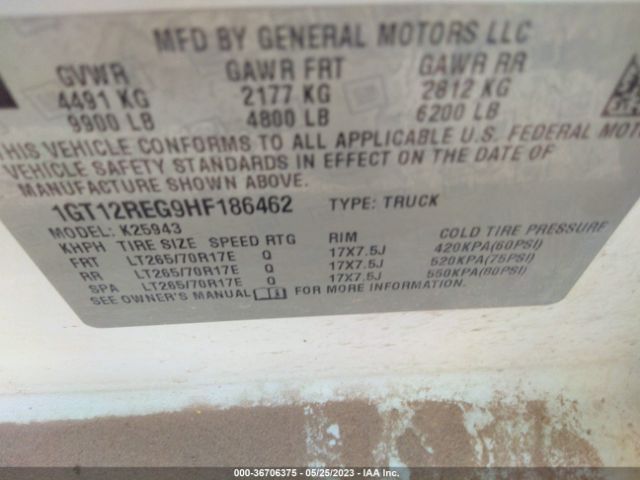 MFD BY GENERAL MOTORS LLC
GVWR GAWR FRT GAWR RR
4491 KG 2177 KG 2812 KG
9900 LB 4800 LB 6200 LB
THIS VEHICLE CONFORMS TO ALL APPLICABLE U.S. FEDERAL MOTO
VEHICLE SAFETY STANDARDS IN EFFECT ON THE DATE OF
MANUFACTURE SHOWN ABOVE.
1GT12REG9HF186462 TYPE: TRUCK
MODEL: K25943
KHPH TIRE SIZE SPEED RTG RIM COLD TIRE PRESSURE
FRT LT265/70R17E Q 17X7.5J 420KPA(60PSI)
RR LT265/70R17E Q 17X7.5J 520KPA(75PSI)
SPA LT265/70R17E Q 17X7.5J 550KPA(80PSI)
SEE OWNER'S MANUAL FOR MORE INFORMATION.
000-36706375 - 05/25/2023 - IAA Inc.